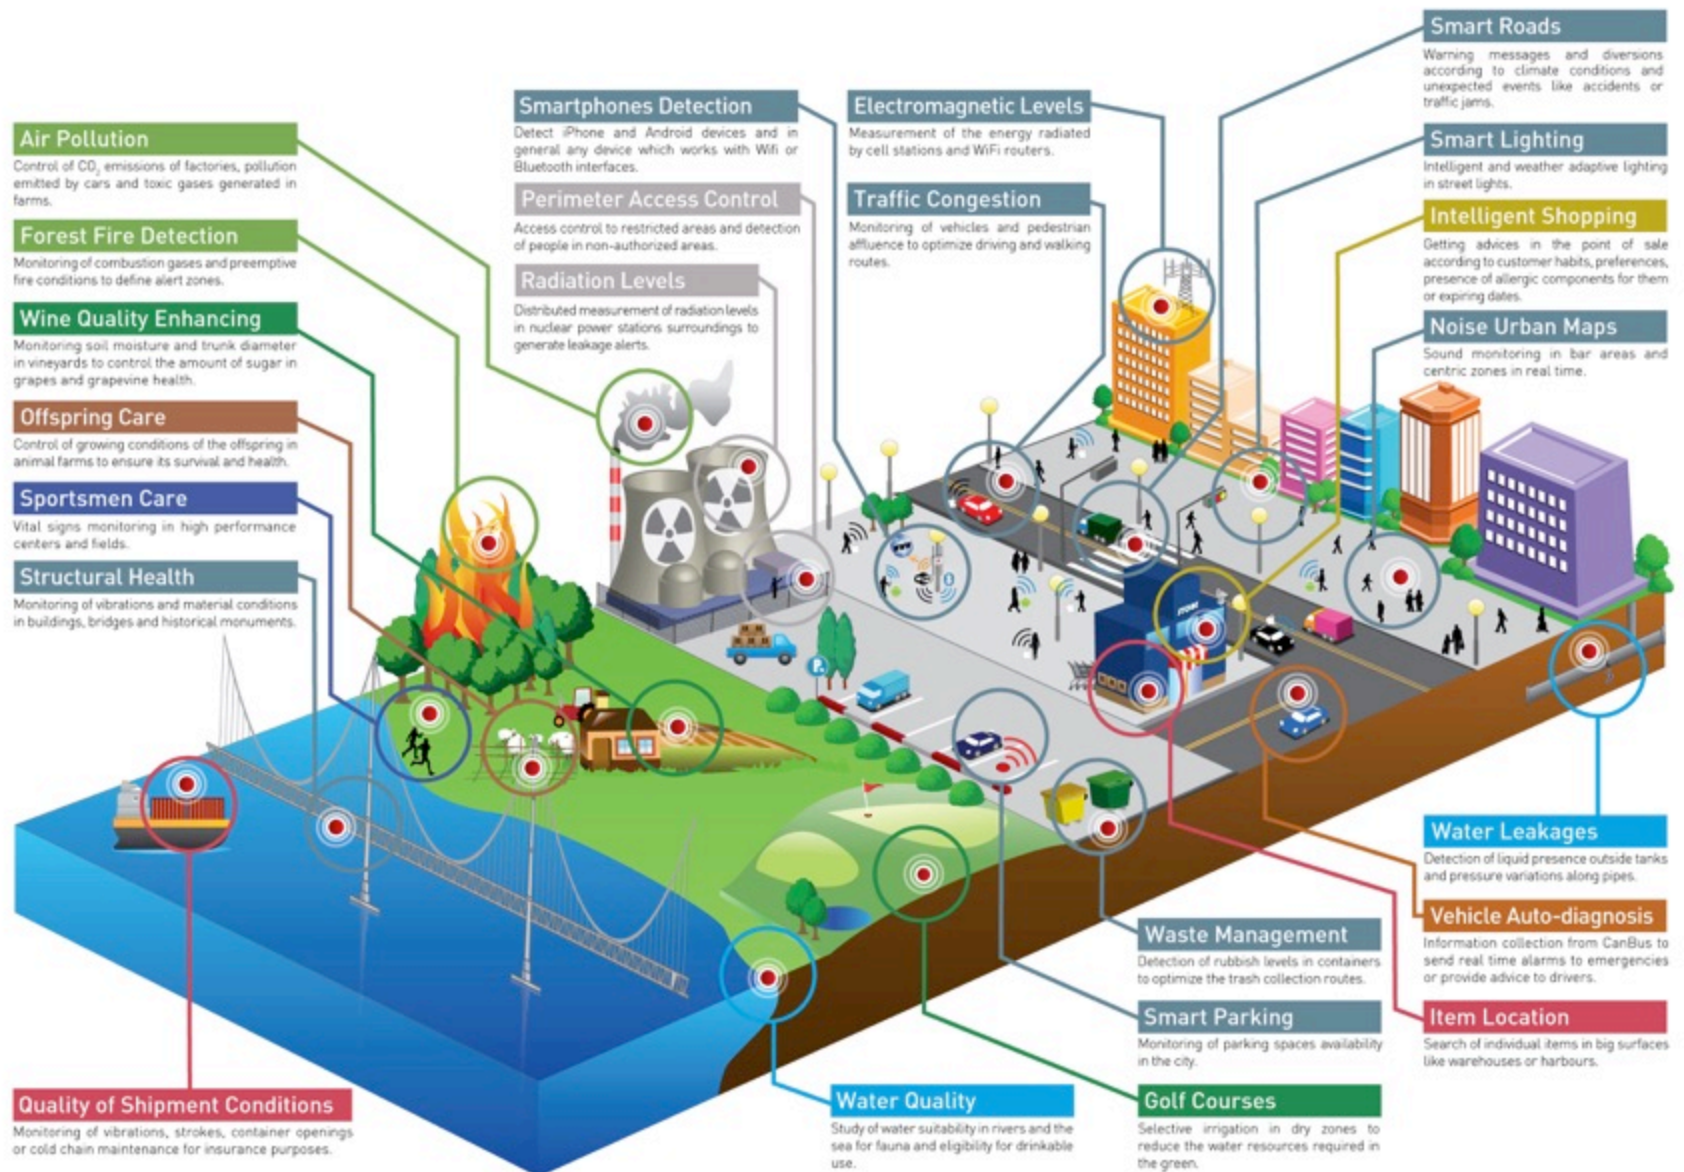 Air Pollution
Control of CO₂ emissions of factories, pollution
emitted by cars and toxic gases generated in
farms.
Forest Fire Detection
Monitoring of combustion gases and preemptive
fire conditions to define alert zones.
Wine Quality Enhancing
Monitoring soil moisture and trunk diameter
in vineyards to control the amount of sugar in
grapes and grapevine health.
Offspring Care
Control of growing conditions of the offspring in
animal farms to ensure its survival and health.
Sportsmen Care
Vital signs monitoring in high performance
centers and fields.
Structural Health
Monitoring of vibrations and material conditions
in buildings, bridges and historical monuments.
Quality of Shipment Conditions
Monitoring of vibrations, strokes, container openings
or cold chain maintenance for insurance purposes.
Smartphones Detection
Detect iPhone and Android devices and in
general any device which works with Wifi or
Bluetooth interfaces.
Perimeter Access Control
Access control to restricted areas and detection
of people in non-authorized areas.
Radiation Levels
Distributed measurement of radiation levels
in nuclear power stations surroundings to
generate leakage alerts.
Electromagnetic Levels
Measurement of the energy radiated
by cell stations and WiFi routers.
Traffic Congestion
Monitoring of vehicles and pedestrian
affluence to optimize driving and walking
routes.
Smart Roads
Warning messages and diversions
according to climate conditions and
unexpected events like accidents or
traffic jams.
Smart Lighting
Intelligent and weather adaptive lighting
in street lights.
Intelligent Shopping
Getting advices in the point of sale
according to customer habits, preferences,
presence of allergic components for them
or expiring dates.
Noise Urban Maps
Sound monitoring in bar areas and
centric zones in real time.
P
STORE
Water Leakages
Detection of liquid presence outside tanks
and pressure variations along pipes.
Vehicle Auto-diagnosis
Information collection from CanBus to
send real time alarms to emergencies
or provide advice to drivers.
Item Location
Search of individual items in big surfaces
like warehouses or harbours.
Waste Management
Detection of rubbish levels in containers
to optimize the trash collection routes.
Smart Parking
Monitoring of parking spaces availability
in the city.
Golf Courses
Selective irrigation in dry zones to
reduce the water resources required in
the green.
Water Quality
Study of water suitability in rivers and the
sea for fauna and eligibility for drinkable
use.